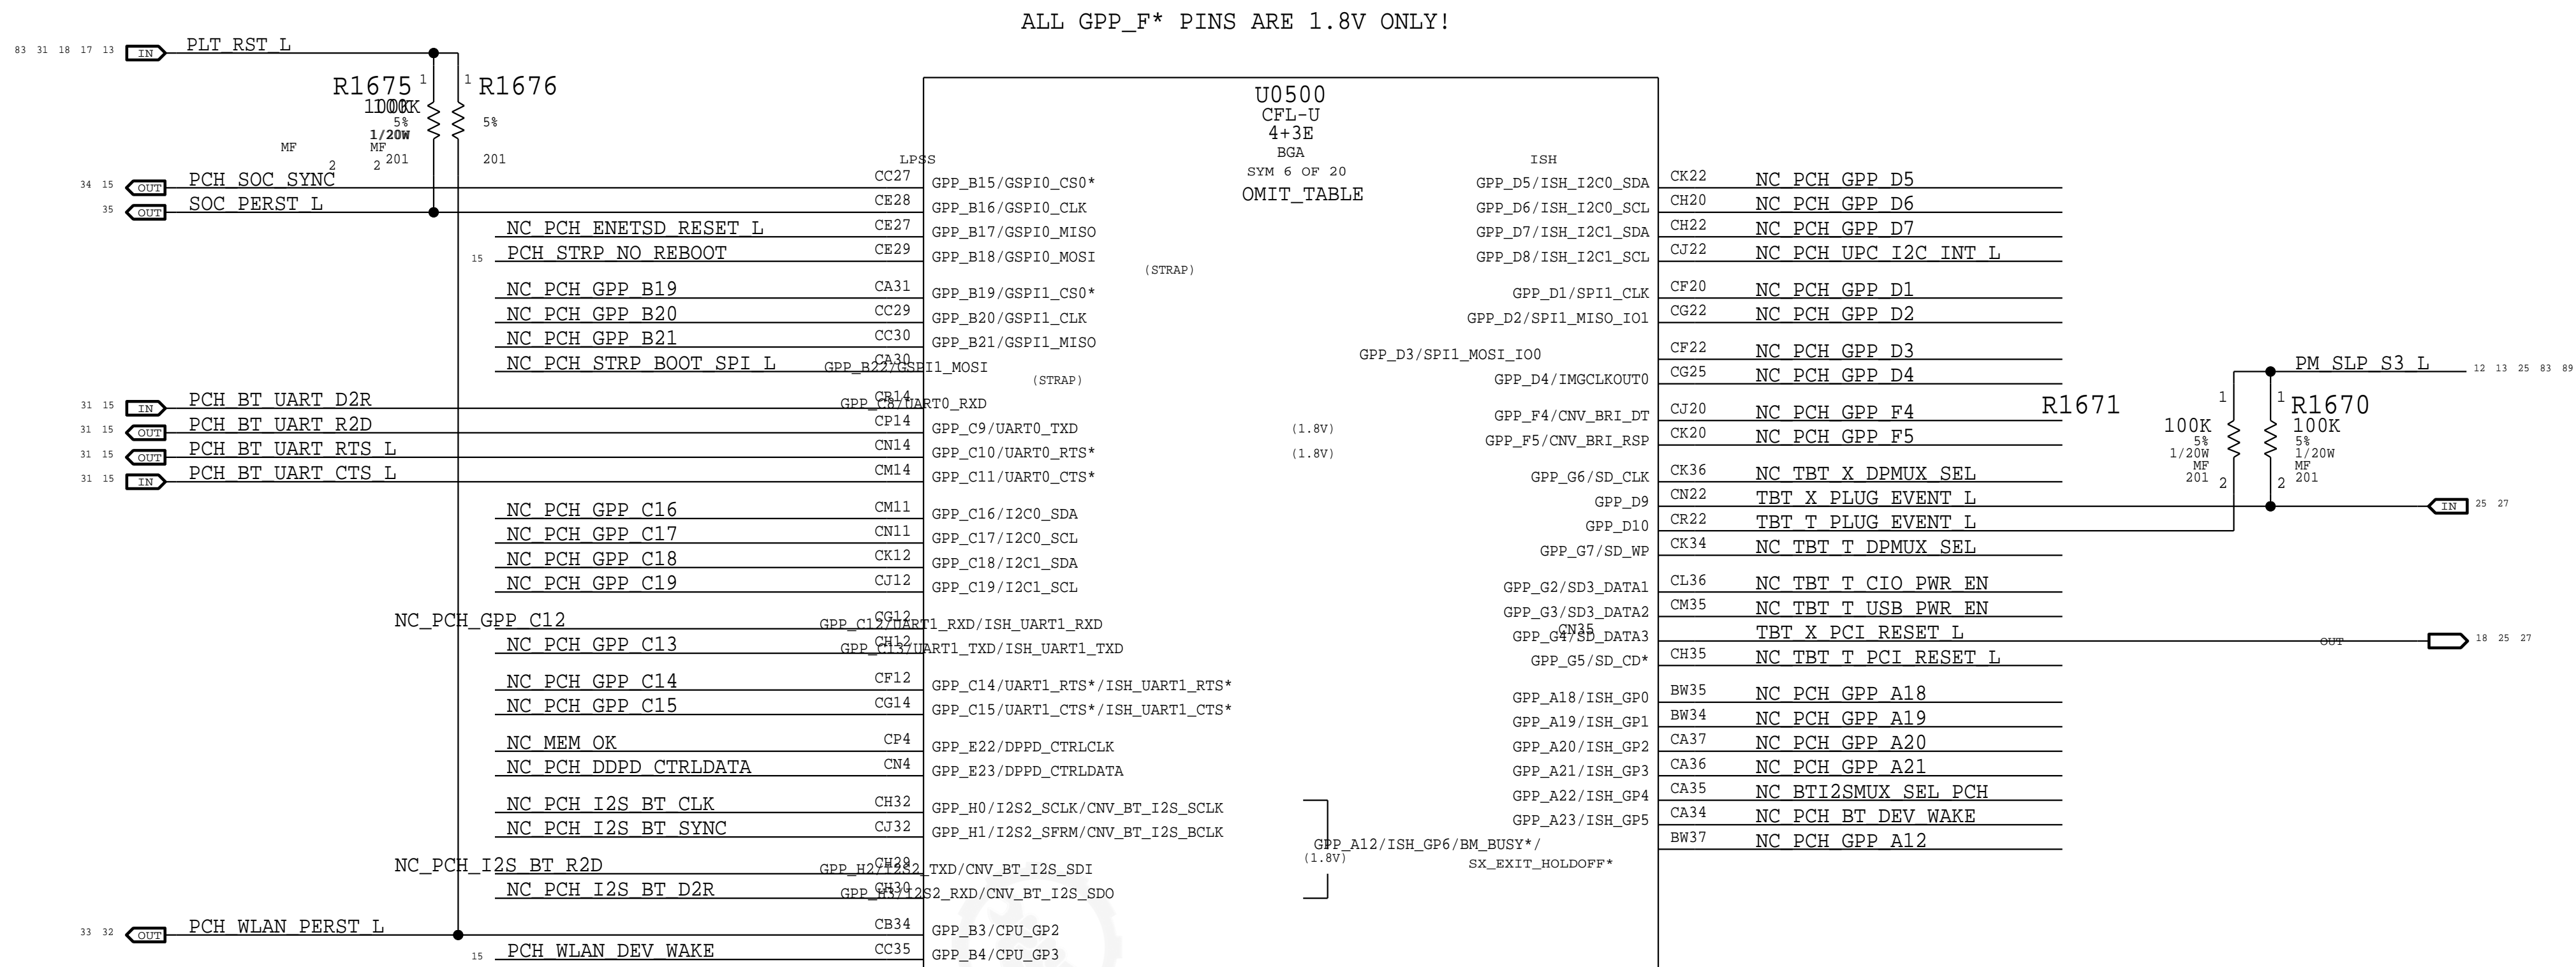 ALL GPP_F* PINS ARE 1.8V ONLY!
83 31 18 17 13 IN PLT_RST_L
R1675 1 1 R1676
100K 100K
5% 5%
1/20W
MF MF
201 201
2 2
U0500
CFL-U
4+3E
BGA
SYM 6 OF 20
OMIT_TABLE
LPSS ISH
34 15 OUT PCH_SOC_SYNC CC27 GPP_B15/GSPI0_CS0*
35 OUT SOC_PERST_L CE28 GPP_B16/GSPI0_CLK
NC_PCH_ENETSD_RESET_L CE27 GPP_B17/GSPI0_MISO
15 PCH_STRP_NO_REBOOT CE29 GPP_B18/GSPI0_MOSI
(STRAP)
NC_PCH_GPP_B19 CA31 GPP_B19/GSPI1_CS0*
NC_PCH_GPP_B20 CC29 GPP_B20/GSPI1_CLK
NC_PCH_GPP_B21 CC30 GPP_B21/GSPI1_MISO
NC_PCH_STRP_BOOT_SPI_L CA30 GPP_B22/GSPI1_MOSI
(STRAP)
31 15 IN PCH_BT_UART_D2R CR14 GPP_C8/UART0_RXD
31 15 OUT PCH_BT_UART_R2D CP14 GPP_C9/UART0_TXD
31 15 OUT PCH_BT_UART_RTS_L CN14 GPP_C10/UART0_RTS*
31 15 IN PCH_BT_UART_CTS_L CM14 GPP_C11/UART0_CTS*
NC_PCH_GPP_C16 CM11 GPP_C16/I2C0_SDA
NC_PCH_GPP_C17 CN11 GPP_C17/I2C0_SCL
NC_PCH_GPP_C18 CK12 GPP_C18/I2C1_SDA
NC_PCH_GPP_C19 CJ12 GPP_C19/I2C1_SCL
NC_PCH_GPP_C12 CG12 GPP_C12/UART1_RXD/ISH_UART1_RXD
NC_PCH_GPP_C13 CH12 GPP_C13/UART1_TXD/ISH_UART1_TXD
NC_PCH_GPP_C14 CF12 GPP_C14/UART1_RTS*/ISH_UART1_RTS*
NC_PCH_GPP_C15 CG14 GPP_C15/UART1_CTS*/ISH_UART1_CTS*
NC_MEM_OK CP4 GPP_E22/DPPD_CTRLCLK
NC_PCH_DDPD_CTRLDATA CN4 GPP_E23/DPPD_CTRLDATA
NC_PCH_I2S_BT_CLK CH32 GPP_H0/I2S2_SCLK/CNV_BT_I2S_SCLK
NC_PCH_I2S_BT_SYNC CJ32 GPP_H1/I2S2_SFRM/CNV_BT_I2S_BCLK
NC_PCH_I2S_BT_R2D CH29 GPP_H2/I2S2_TXD/CNV_BT_I2S_SDI
NC_PCH_I2S_BT_D2R CH30 GPP_H3/I2S2_RXD/CNV_BT_I2S_SDO
(1.8V)
33 32 OUT PCH_WLAN_PERST_L CB34 GPP_B3/CPU_GP2
15 PCH_WLAN_DEV_WAKE CC35 GPP_B4/CPU_GP3
GPP_D5/ISH_I2C0_SDA CK22 NC_PCH_GPP_D5
GPP_D6/ISH_I2C0_SCL CH20 NC_PCH_GPP_D6
GPP_D7/ISH_I2C1_SDA CH22 NC_PCH_GPP_D7
GPP_D8/ISH_I2C1_SCL CJ22 NC_PCH_UPC_I2C_INT_L
GPP_D1/SPI1_CLK CF20 NC_PCH_GPP_D1
GPP_D2/SPI1_MISO_IO1 CG22 NC_PCH_GPP_D2
GPP_D3/SPI1_MOSI_IO0 CF22 NC_PCH_GPP_D3
GPP_D4/IMGCLKOUT0 CG25 NC_PCH_GPP_D4
(1.8V) GPP_F4/CNV_BRI_DT CJ20 NC_PCH_GPP_F4
(1.8V) GPP_F5/CNV_BRI_RSP CK20 NC_PCH_GPP_F5
GPP_G6/SD_CLK CK36 NC_TBT_X_DPMUX_SEL
GPP_D9 CN22 TBT_X_PLUG_EVENT_L IN 25 27
GPP_D10 CR22 TBT_T_PLUG_EVENT_L
GPP_G7/SD_WP CK34 NC_TBT_T_DPMUX_SEL
GPP_G2/SD3_DATA1 CL36 NC_TBT_T_CIO_PWR_EN
GPP_G3/SD3_DATA2 CM35 NC_TBT_T_USB_PWR_EN
GPP_G4/SD_DATA3 CN35 TBT_X_PCI_RESET_L OUT 18 25 27
GPP_G5/SD_CD* CH35 NC_TBT_T_PCI_RESET_L
GPP_A18/ISH_GP0 BW35 NC_PCH_GPP_A18
GPP_A19/ISH_GP1 BW34 NC_PCH_GPP_A19
GPP_A20/ISH_GP2 CA37 NC_PCH_GPP_A20
GPP_A21/ISH_GP3 CA36 NC_PCH_GPP_A21
GPP_A22/ISH_GP4 CA35 NC_BTI2SMUX_SEL_PCH
GPP_A23/ISH_GP5 CA34 NC_PCH_BT_DEV_WAKE
GPP_A12/ISH_GP6/BM_BUSY*/ BW37 NC_PCH_GPP_A12
SX_EXIT_HOLDOFF*
PM_SLP_S3_L 12 13 25 83 89
R1671 1 1 R1670
100K 100K
5% 5%
1/20W 1/20W
MF MF
201 2 2 201